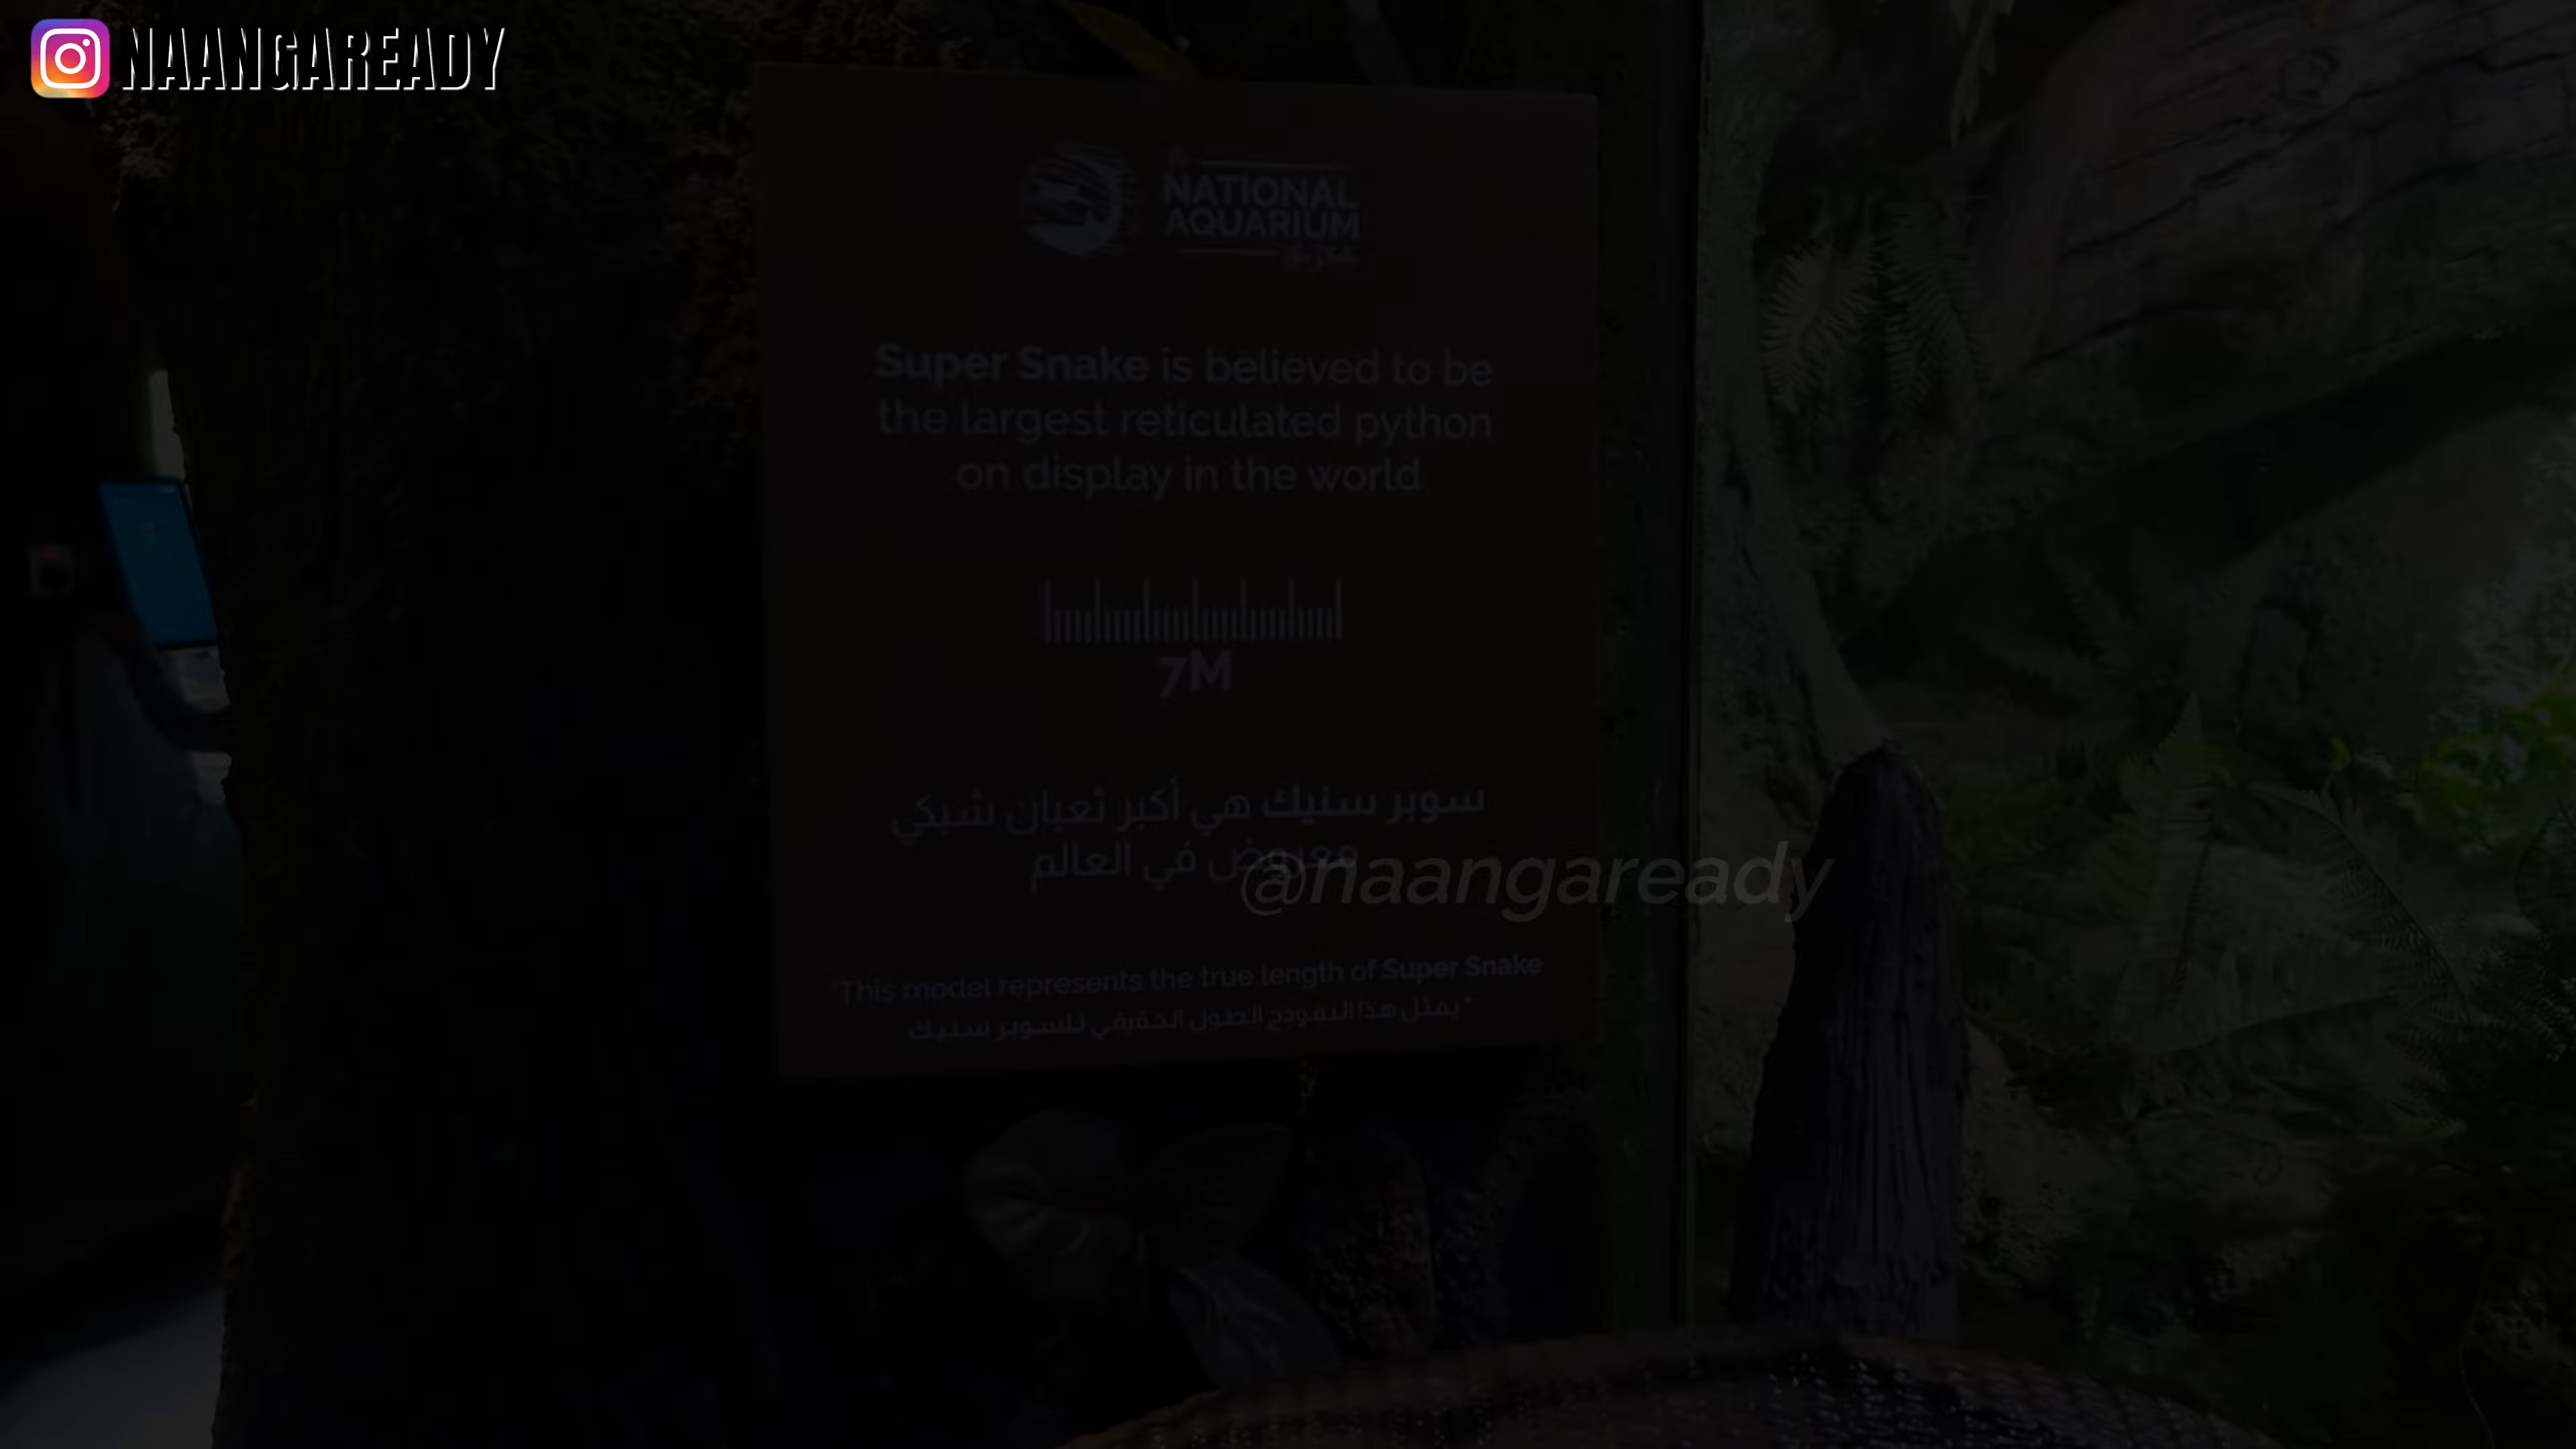 NAANGAREADY
NATIONAL
AQUARIUM
Super Snake is believed to be
the largest reticulated python
on display in the world
7M
سوبر سنيك هي أكبر ثعبان شبكي
معروض في العالم
@naangaready
*This model represents the true length of Super Snake
*يمثل هذا النموذج الطول الحقيقي للسوبر سنيك